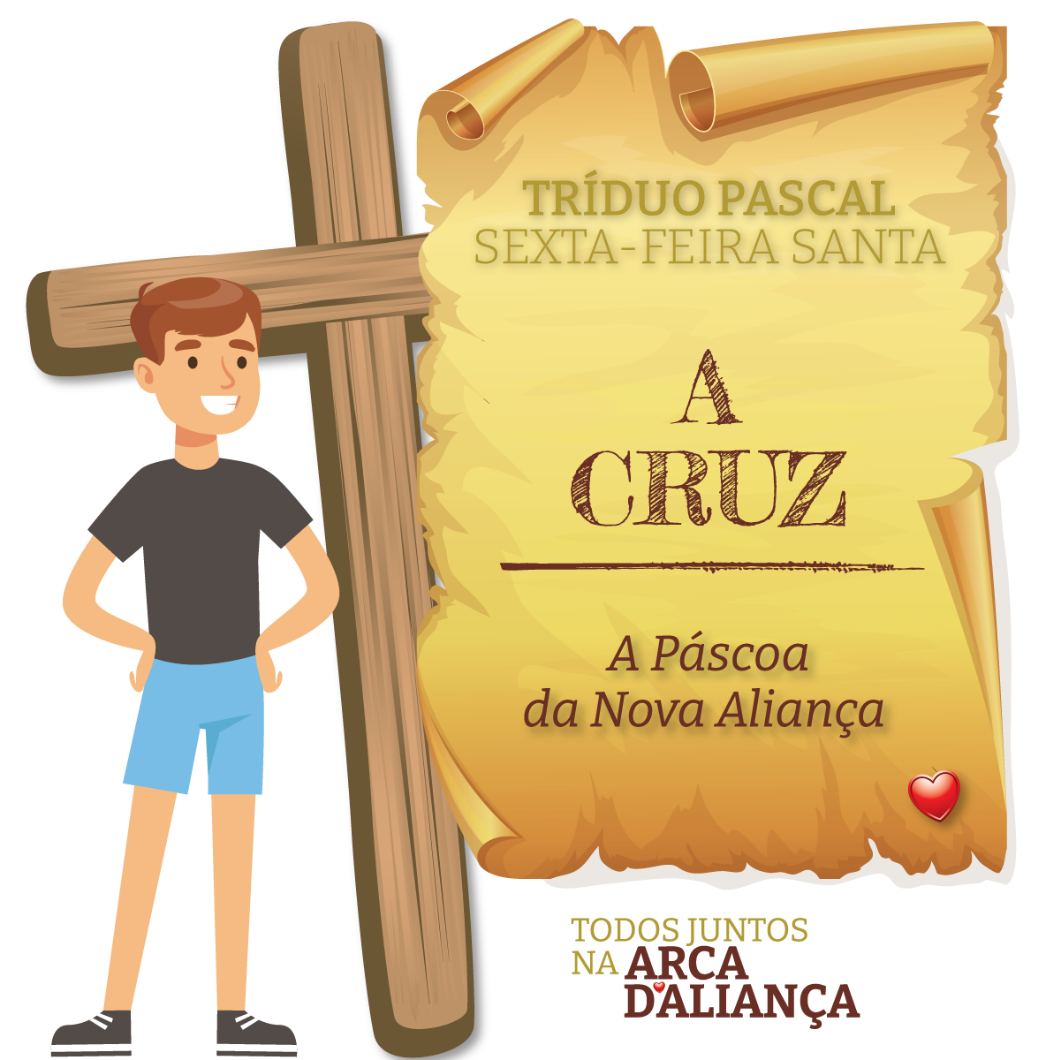 TRÍDUO PASCAL
SEXTA-FEIRA SANTA
A
CRUZ
A Páscoa
da Nova Aliança
TODOS JUNTOS
NA ARCA
D'ALIANÇA